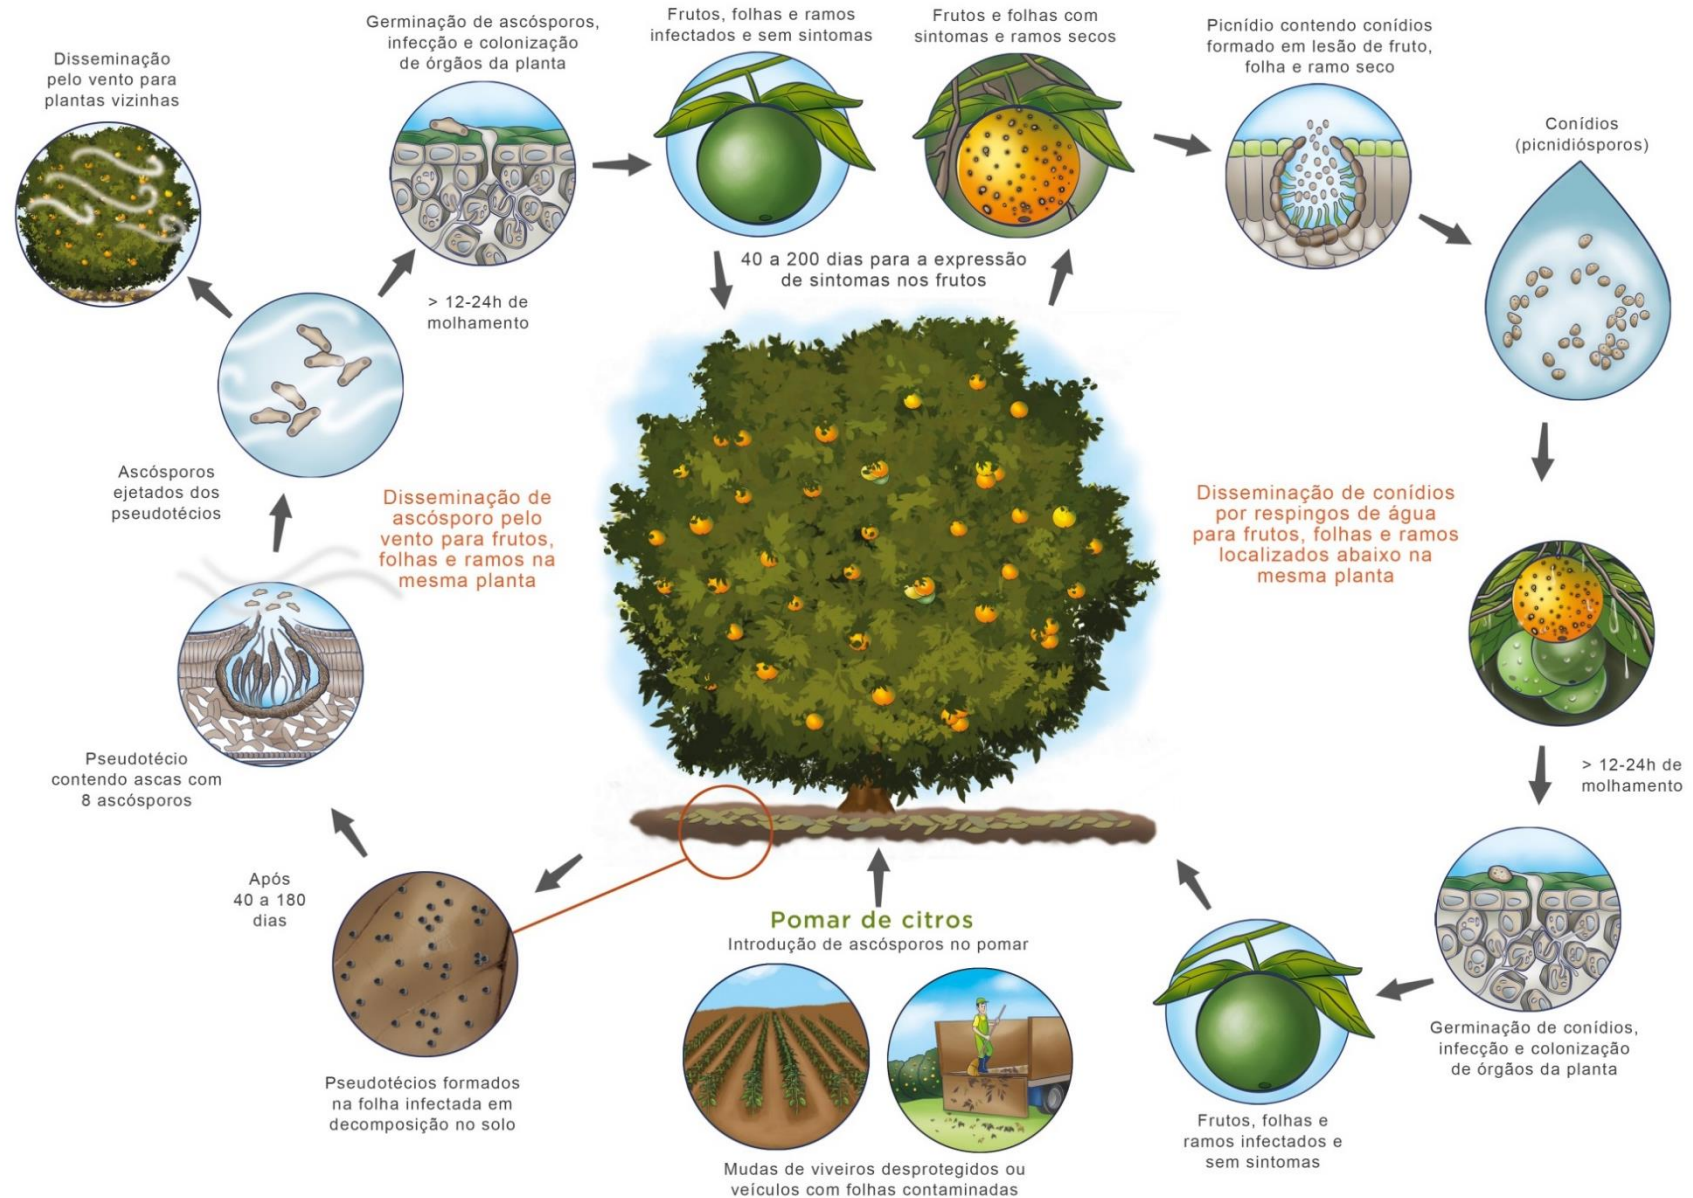 Disseminação
pelo vento para
plantas vizinhas
Germinação de ascósporos,
infecção e colonização
de órgãos da planta
Frutos, folhas e ramos
infectados e sem sintomas
Frutos e folhas com
sintomas e ramos secos
Picnídio contendo conídios
formado em lesão de fruto,
folha e ramo seco
Conídios
(picnidiósporos)
40 a 200 dias para a expressão
de sintomas nos frutos
> 12-24h de
molhamento
Ascósporos
ejetados dos
pseudotécios
Disseminação de
ascósporo pelo
vento para frutos,
folhas e ramos na
mesma planta
Disseminação de conídios
por respingos de água
para frutos, folhas e ramos
localizados abaixo na
mesma planta
Pseudotécio
contendo ascas com
8 ascósporos
> 12-24h de
molhamento
Após
40 a 180
dias
Pomar de citros
Introdução de ascósporos no pomar
Germinação de conídios,
infecção e colonização
de órgãos da planta
Pseudotécios formados
na folha infectada em
decomposição no solo
Frutos, folhas e
ramos infectados e
sem sintomas
Mudas de viveiros desprotegidos ou
veículos com folhas contaminadas